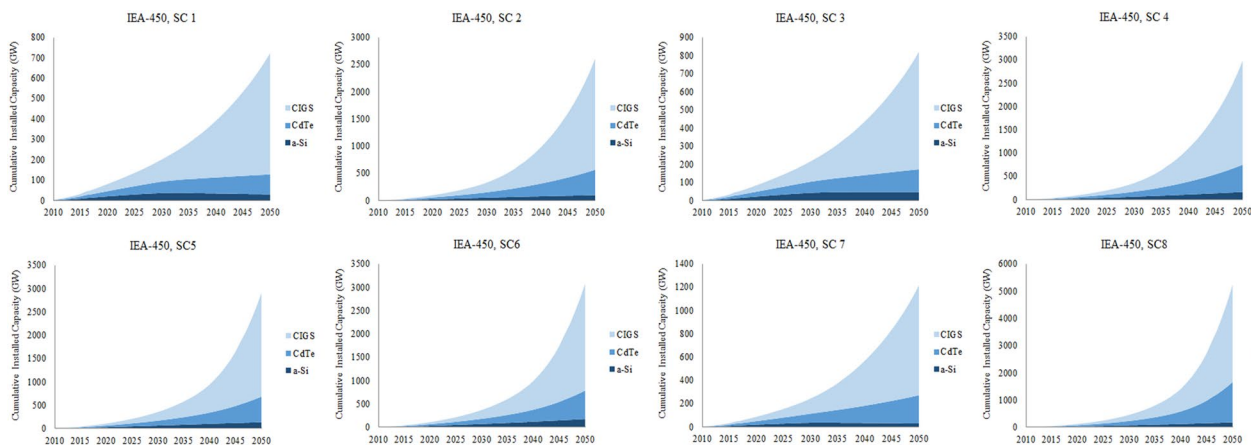 IEA-450, SC 1
Cumulative Installed Capacity (GW)
800
700
600
500
400
300
200
100
0
2010 2015 2020 2025 2030 2035 2040 2045 2050
CIGS
CdTe
a-Si
IEA-450, SC 2
Cumulative Installed Capacity (GW)
3000
2500
2000
1500
1000
500
0
2010 2015 2020 2025 2030 2035 2040 2045 2050
CIGS
CdTe
a-Si
IEA-450, SC 3
Cumulative Installed Capacity (GW)
900
800
700
600
500
400
300
200
100
0
2010 2015 2020 2025 2030 2035 2040 2045 2050
CIGS
CdTe
a-Si
IEA-450, SC 4
Cumulative Installed Capacity (GW)
3500
3000
2500
2000
1500
1000
500
0
2010 2015 2020 2025 2030 2035 2040 2045 2050
CIGS
CdTe
a-Si
IEA-450, SC5
Cumulative Installed Capacity (GW)
3500
3000
2500
2000
1500
1000
500
0
2010 2015 2020 2025 2030 2035 2040 2045 2050
CIGS
CdTe
a-Si
IEA-450, SC6
Cumulative Installed Capacity (GW)
3500
3000
2500
2000
1500
1000
500
0
2010 2015 2020 2025 2030 2035 2040 2045 2050
CIGS
CdTe
a-Si
IEA-450, SC 7
Cumulative Installed Capacity (GW)
1400
1200
1000
800
600
400
200
0
2010 2015 2020 2025 2030 2035 2040 2045 2050
CIGS
CdTe
a-Si
IEA-450, SC8
Cumulative Installed Capacity (GW)
6000
5000
4000
3000
2000
1000
0
2010 2015 2020 2025 2030 2035 2040 2045 2050
CIGS
CdTe
a-Si